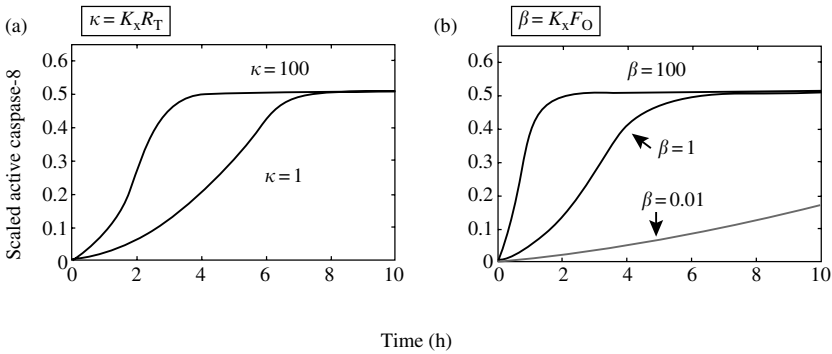 (a)
κ = KₓR_T
Scaled active caspase-8
0.6
0.5
0.4
0.3
0.2
0.1
0
κ = 100
κ = 1
0 2 4 6 8 10
(b)
β = KₓF_O
0.6
0.5
0.4
0.3
0.2
0.1
0
β = 100
β = 1
β = 0.01
0 2 4 6 8 10
Time (h)